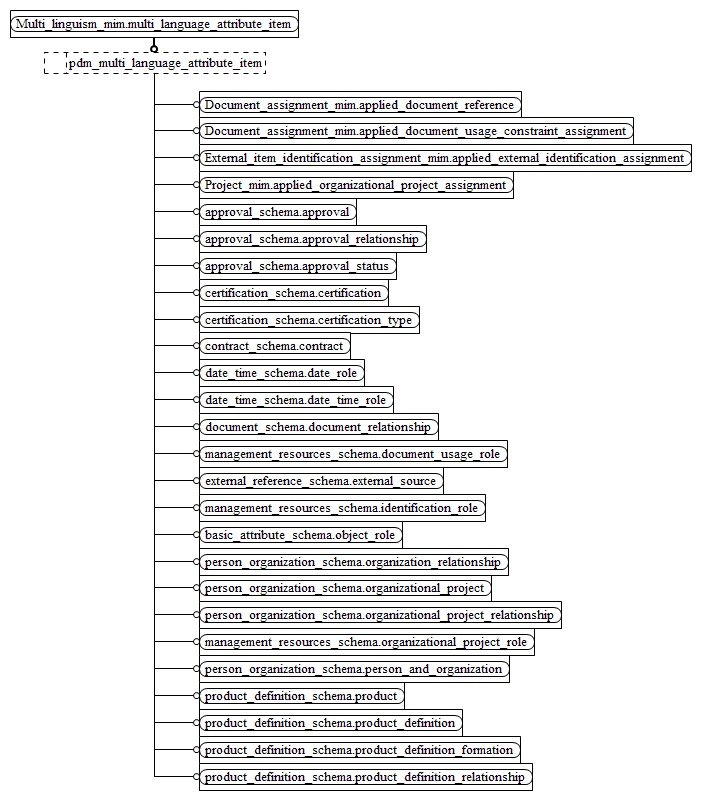 Multi_linguism_mim.multi_language_attribute_item
pdm_multi_language_attribute_item
Document_assignment_mim.applied_document_reference
Document_assignment_mim.applied_document_usage_constraint_assignment
External_item_identification_assignment_mim.applied_external_identification_assignment
Project_mim.applied_organizational_project_assignment
approval_schema.approval
approval_schema.approval_relationship
approval_schema.approval_status
certification_schema.certification
certification_schema.certification_type
contract_schema.contract
date_time_schema.date_role
date_time_schema.date_time_role
document_schema.document_relationship
management_resources_schema.document_usage_role
external_reference_schema.external_source
management_resources_schema.identification_role
basic_attribute_schema.object_role
person_organization_schema.organization_relationship
person_organization_schema.organizational_project
person_organization_schema.organizational_project_relationship
management_resources_schema.organizational_project_role
person_organization_schema.person_and_organization
product_definition_schema.product
product_definition_schema.product_definition
product_definition_schema.product_definition_formation
product_definition_schema.product_definition_relationship